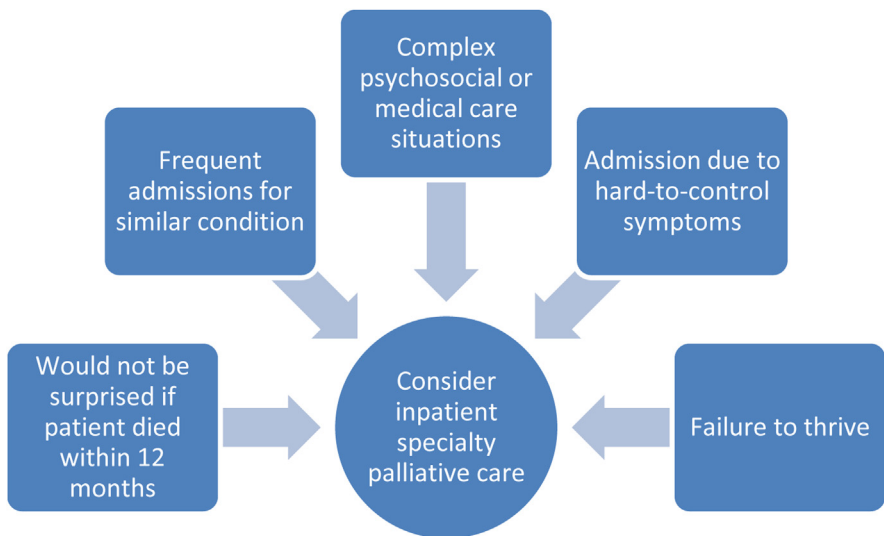 Complex
psychosocial or
medical care
situations
Frequent
admissions for
similar condition
Admission due to
hard-to-control
symptoms
Would not be
surprised if
patient died
within 12
months
Consider
inpatient
specialty
palliative care
Failure to thrive